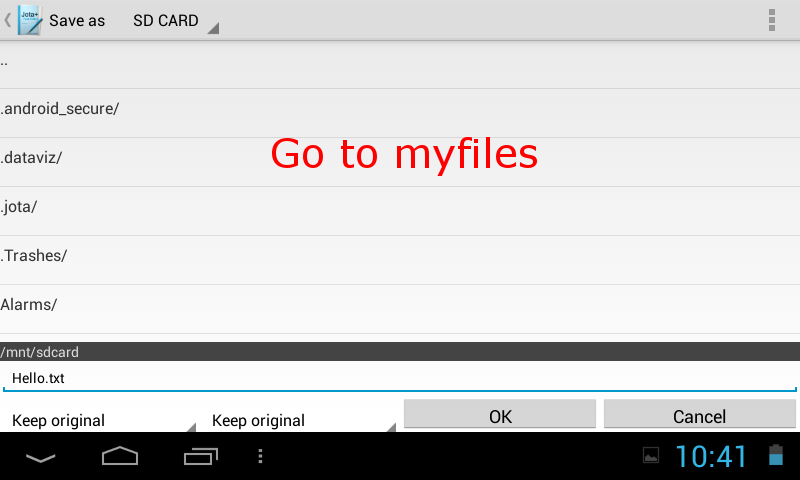 Jota+
Save as
SD CARD
..
.android_secure/
.dataviz/
Go to myfiles
.jota/
.Trashes/
Alarms/
/mnt/sdcard
Hello.txt
Keep original
Keep original
OK
Cancel
10:41